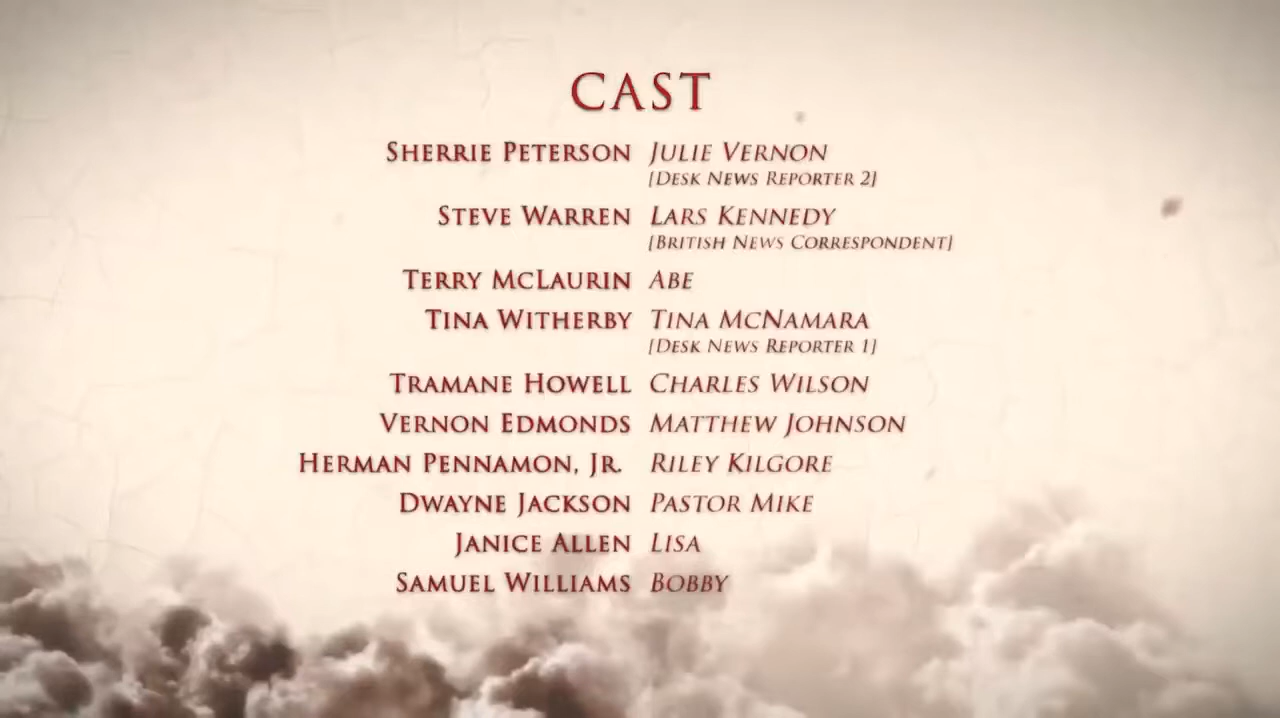 CAST
SHERRIE PETERSON JULIE VERNON
[DESK NEWS REPORTER 2]
STEVE WARREN LARS KENNEDY
[BRITISH NEWS CORRESPONDENT]
TERRY MCLAURIN ABE
TINA WITHERBY TINA MCNAMARA
[DESK NEWS REPORTER 1]
TRAMANE HOWELL CHARLES WILSON
VERNON EDMONDS MATTHEW JOHNSON
HERMAN PENNAMON, JR. RILEY KILGORE
DWAYNE JACKSON PASTOR MIKE
JANICE ALLEN LISA
SAMUEL WILLIAMS BOBBY